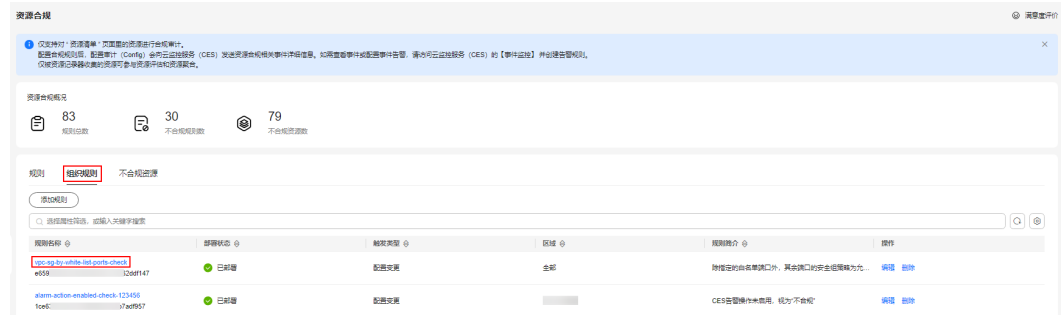 资源合规
满意度评价
仅支持对“资源清单”页面里的资源进行合规审计。
配置合规规则后，配置审计（Config）会向云监控服务（CES）发送资源合规相关事件详细信息。如需查看事件或配置事件告警，请访问云监控服务（CES）的【事件监控】并创建告警规则。
仅被资源记录器收集的资源可参与资源评估和资源聚合。
资源合规概况
83
规则总数
30
不合规规则数
79
不合规资源数
规则 组织规则 不合规资源
添加规则
选择属性筛选，或输入关键字搜索
规则名称 部署状态 触发类型 区域 规则简介 操作
vpc-sg-by-white-list-ports-check
e659 32ddf147
已部署 配置变更 全部 除指定的白名单端口外，其余端口的安全组策略为允... 编辑 删除
alarm-action-enabled-check-123456
1ce6 7adf957
已部署 配置变更 CES告警操作未启用，视为“不合规” 编辑 删除